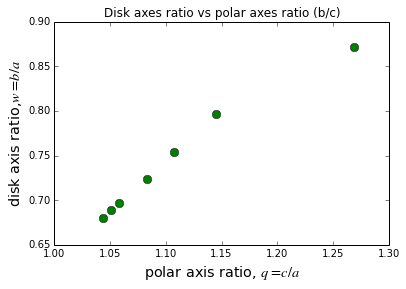 Disk axes ratio vs polar axes ratio (b/c)
0.90
0.85
0.80
0.75
0.70
0.65
disk axis ratio,w=b/a
1.00 1.05 1.10 1.15 1.20 1.25 1.30
polar axis ratio, q=c/a